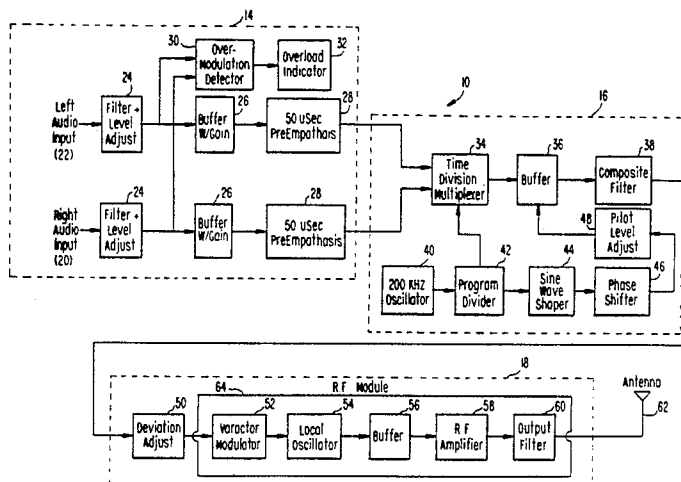 14
30
Over-
Modulation
Detector
32
Overload
Indicator
24
Left
Audio
Input
(22)
Filter +
Level
Adjust
26
Buffer
W/Gain
28
50 uSec
PreEmpathais
10
16
24
Right
Audio
Input
(20)
Filter +
Level
Adjust
26
Buffer
W/Gain
28
50 uSec
PreEmpathasis
34
Time
Division
Multiplexer
36
Buffer
38
Composite
Filter
48
Pilot
Level
Adjust
40
200 KHZ
Oscillator
42
Program
Divider
44
Sine
Wave
Shaper
46
Phase
Shifter
18
64
R.F Module
50
Deviation
Adjust
52
Varactor
Modulator
54
Local
Oscillator
56
Buffer
58
R F
Amplifier
60
Output
Filter
Antenna
62